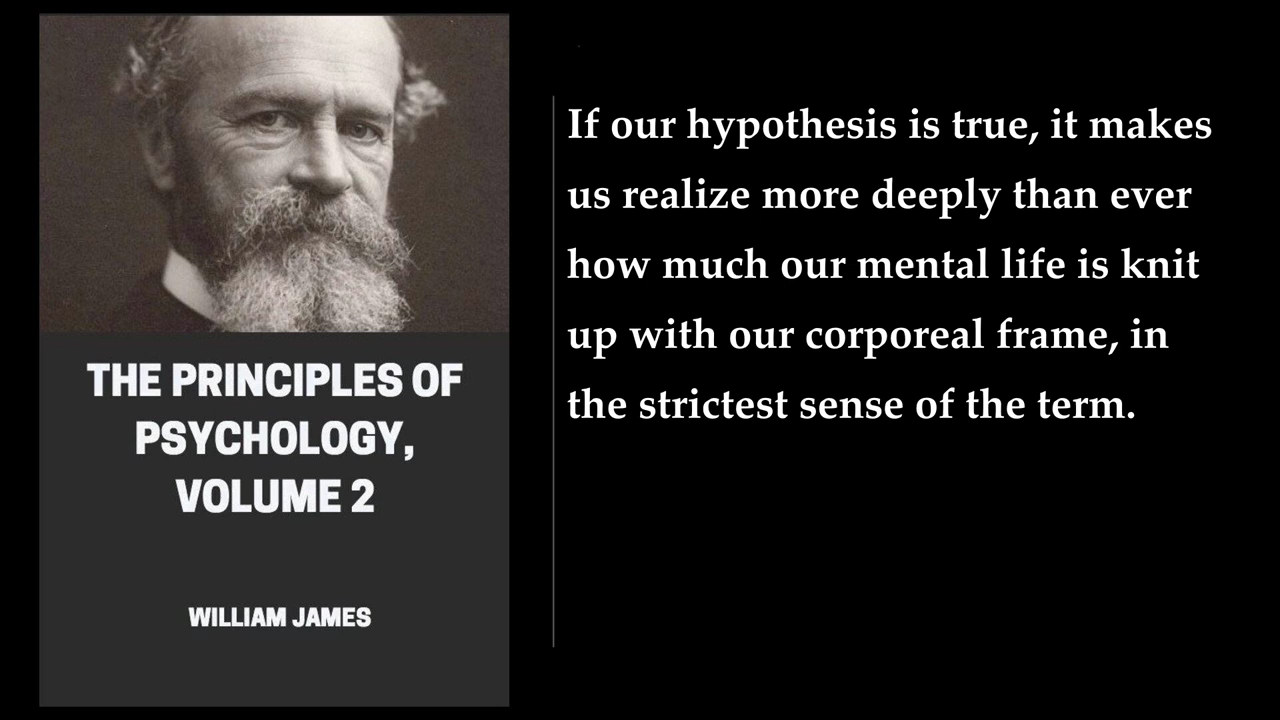 THE PRINCIPLES OF
PSYCHOLOGY,
VOLUME 2
WILLIAM JAMES
If our hypothesis is true, it makes
us realize more deeply than ever
how much our mental life is knit
up with our corporeal frame, in
the strictest sense of the term.